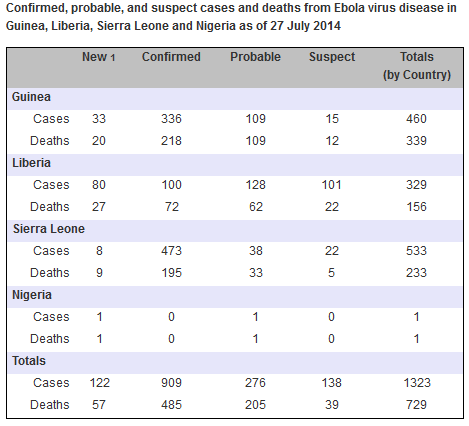 Confirmed, probable, and suspect cases and deaths from Ebola virus disease in
Guinea, Liberia, Sierra Leone and Nigeria as of 27 July 2014
New 1 Confirmed Probable Suspect Totals
(by Country)
Guinea
Cases 33 336 109 15 460
Deaths 20 218 109 12 339
Liberia
Cases 80 100 128 101 329
Deaths 27 72 62 22 156
Sierra Leone
Cases 8 473 38 22 533
Deaths 9 195 33 5 233
Nigeria
Cases 1 0 1 0 1
Deaths 1 0 1 0 1
Totals
Cases 122 909 276 138 1323
Deaths 57 485 205 39 729